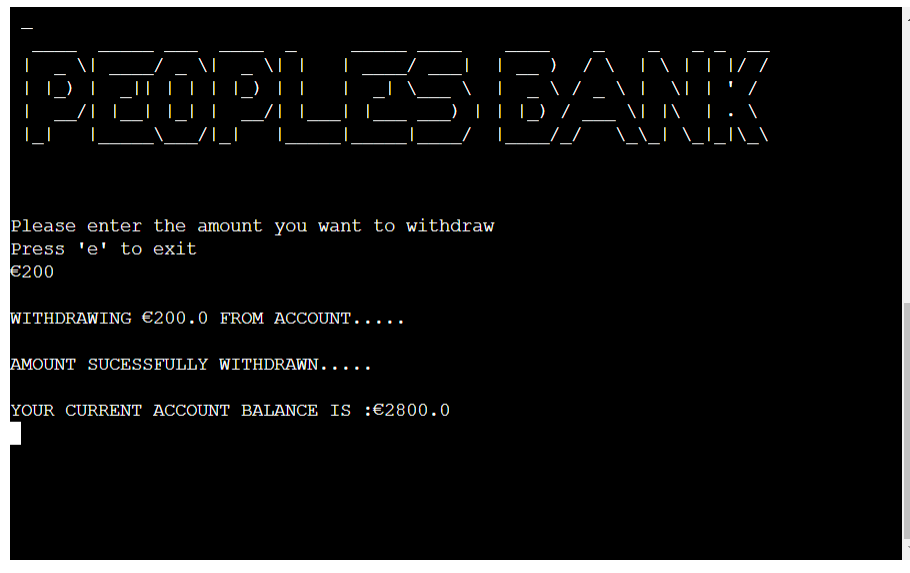 PEOPLES BANK
Please enter the amount you want to withdraw
Press 'e' to exit
€200
WITHDRAWING €200.0 FROM ACCOUNT.....
AMOUNT SUCESSFULLY WITHDRAWN.....
YOUR CURRENT ACCOUNT BALANCE IS :€2800.0